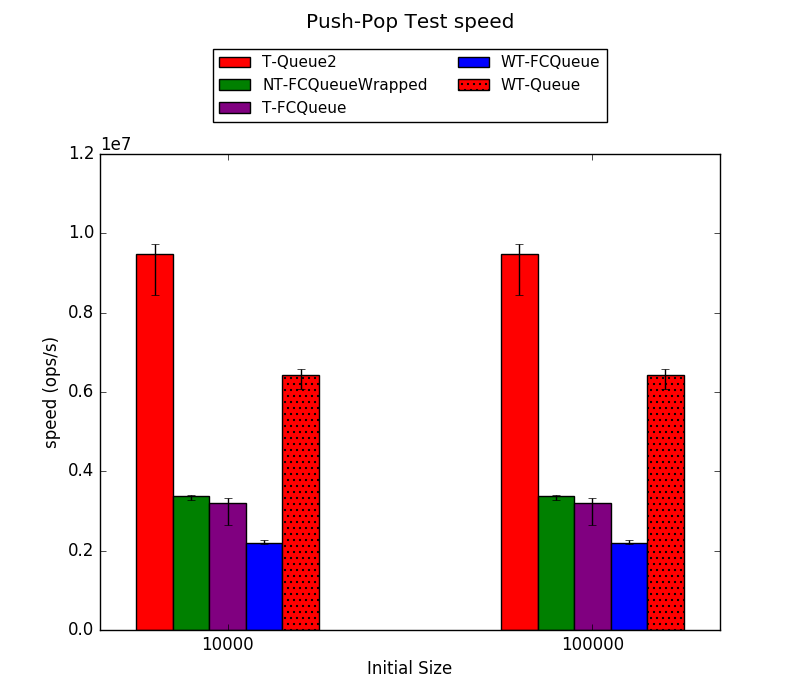 Push-Pop Test speed
T-Queue2
WT-FCQueue
NT-FCQueueWrapped
WT-Queue
T-FCQueue
1e7
1.2
1.0
0.8
0.6
0.4
0.2
0.0
speed (ops/s)
10000
100000
Initial Size